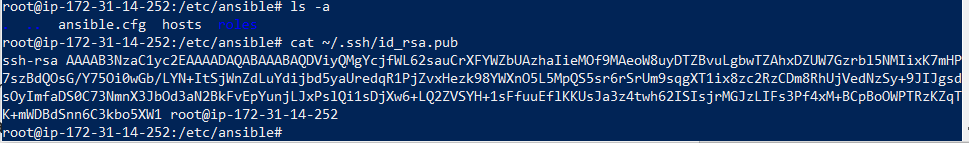 root@ip-172-31-14-252:/etc/ansible# ls -a
. .. ansible.cfg hosts roles
root@ip-172-31-14-252:/etc/ansible# cat ~/.ssh/id_rsa.pub
ssh-rsa AAAAB3NzaC1yc2EAAAADAQABAAABAQDViyQMgYcjfWL62sauCrXFYWZbUAzhaIieMOf9MAeoW8uyDTZBvuLgbwTZAhxDZUW7Gzrbl5NMIixK7mHP
7szBdQOsG/Y75Oi0wGb/LYN+ItSjWnZdLuYdijbd5yaUredqR1PjZvxHezk98YWXnO5L5MpQS5sr6rSrUm9sqgXT1ix8zc2RzCDm8RhUjVedNzSy+9JIJgsd
sOyImfaDS0C73NmnX3JbOd3aN2BkFvEpYunjLJxPslQi1sDjXw6+LQ2ZVSYH+1sFfuuEflKKUsJa3z4twh62ISIsjrMGJzLIFs3Pf4xM+BCpBoOWPTRzKZqT
K+mWDBdSnn6C3kbo5XW1 root@ip-172-31-14-252
root@ip-172-31-14-252:/etc/ansible#